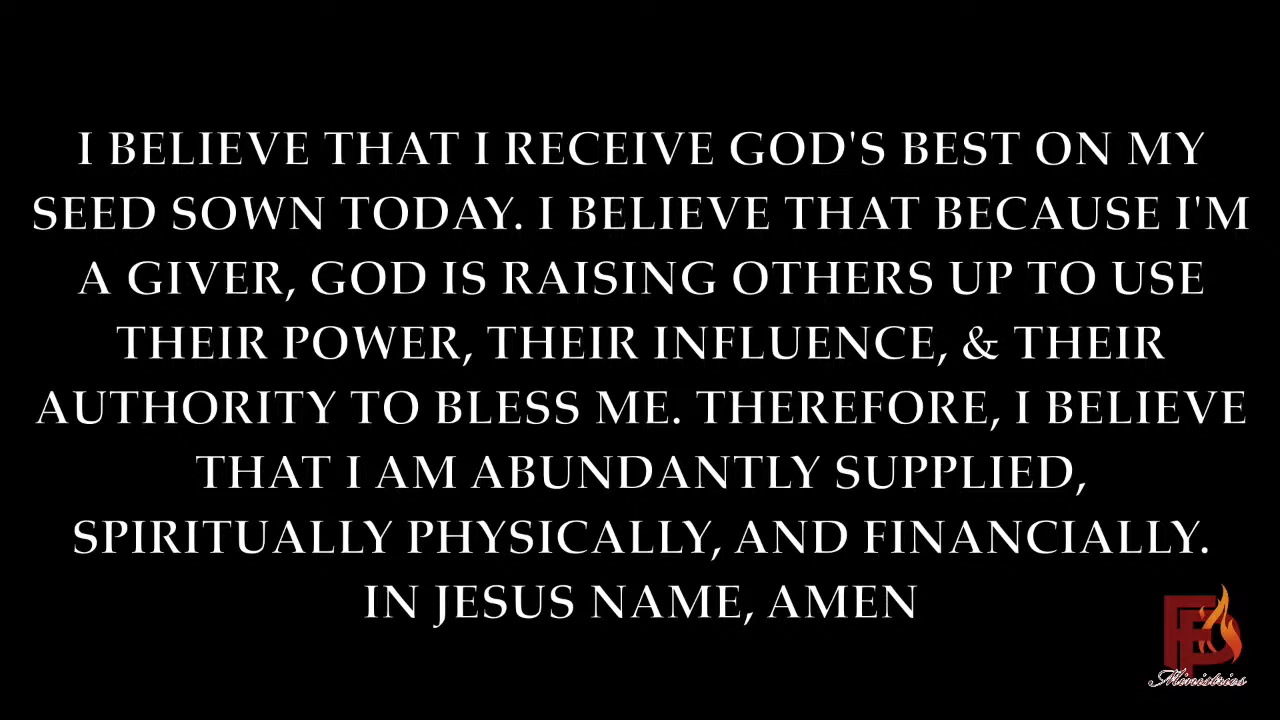 I BELIEVE THAT I RECEIVE GOD'S BEST ON MY
SEED SOWN TODAY. I BELIEVE THAT BECAUSE I'M
A GIVER, GOD IS RAISING OTHERS UP TO USE
THEIR POWER, THEIR INFLUENCE, & THEIR
AUTHORITY TO BLESS ME. THEREFORE, I BELIEVE
THAT I AM ABUNDANTLY SUPPLIED,
SPIRITUALLY PHYSICALLY, AND FINANCIALLY.
IN JESUS NAME, AMEN
Ministries